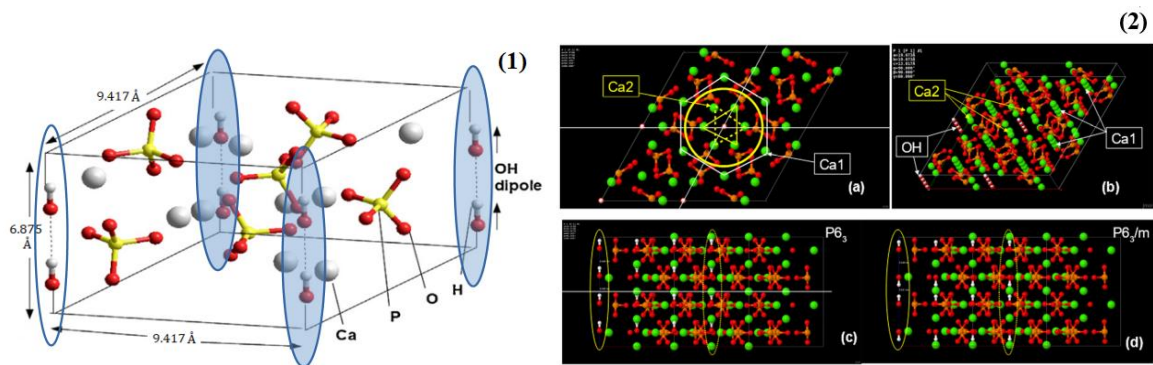 (1)
9.417 Å
6.875
Å
9.417 Å
OH
dipole
H
O
P
Ca
(2)
Ca2
Ca1
(a)
Ca2
OH
Ca1
(b)
P6₃
(c)
P6₃/m
(d)